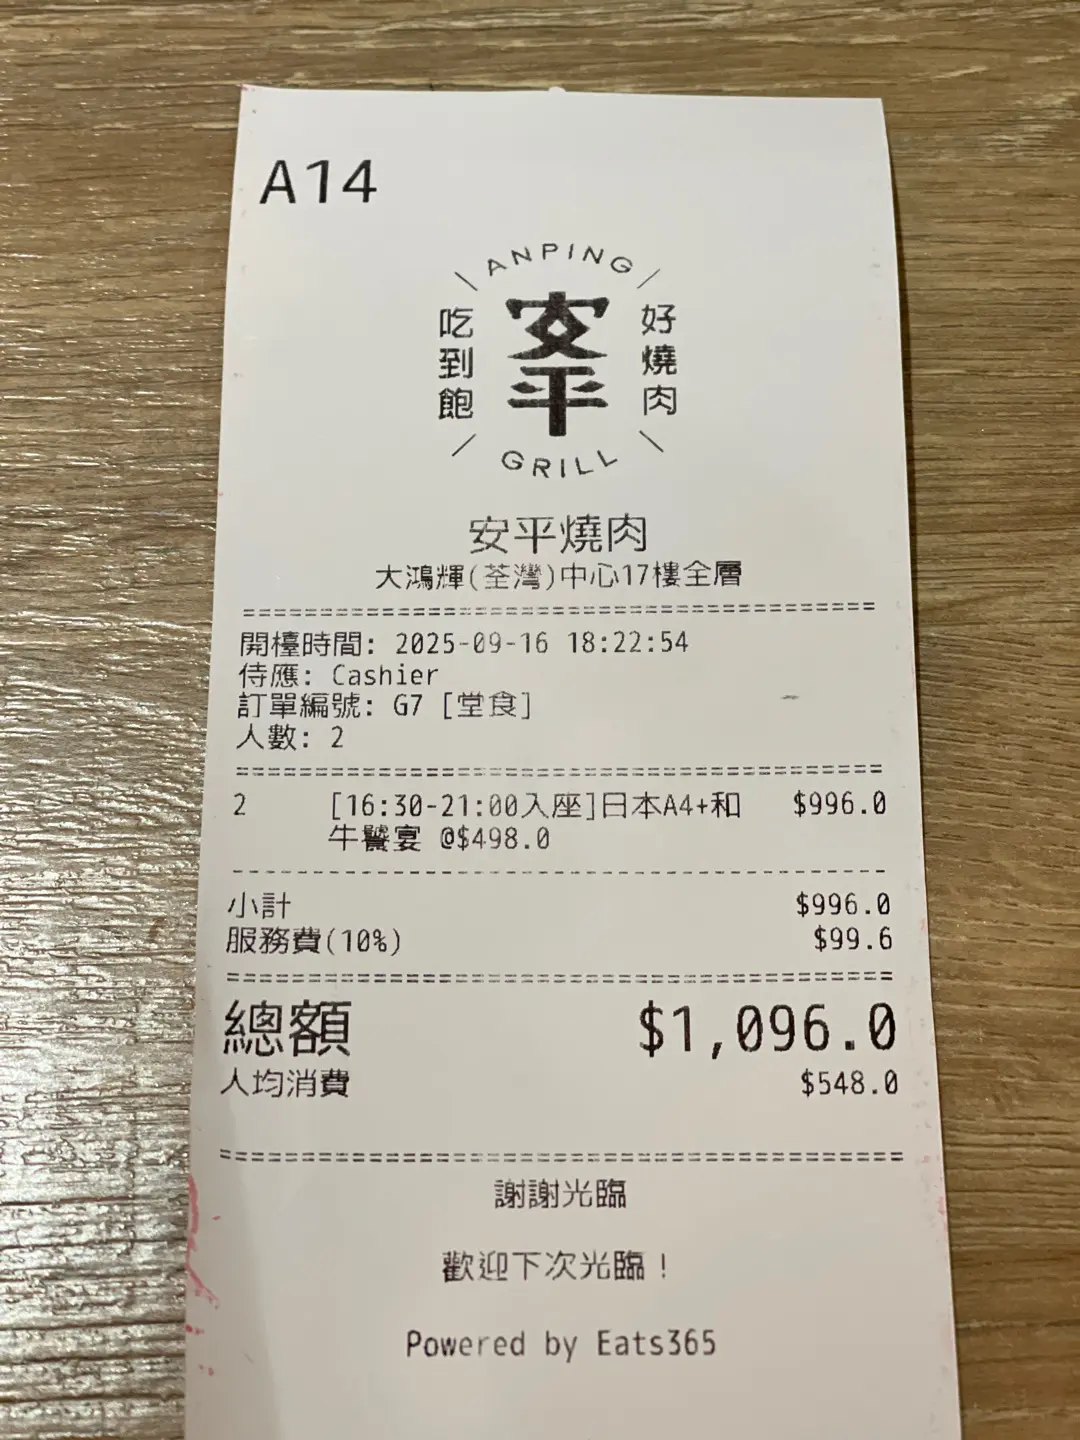 A14
ANPING
吃到飽
安平
好燒肉
GRILL
安平燒肉
大鴻輝(荃灣)中心17樓全層
開檯時間: 2025-09-16 18:22:54
侍應: Cashier
訂單編號: G7 [堂食]
人數: 2
2 [16:30-21:00入座]日本A4+和 $996.0
牛饗宴 @$498.0
小計 $996.0
服務費(10%) $99.6
總額 $1,096.0
人均消費 $548.0
謝謝光臨
歡迎下次光臨!
Powered by Eats365